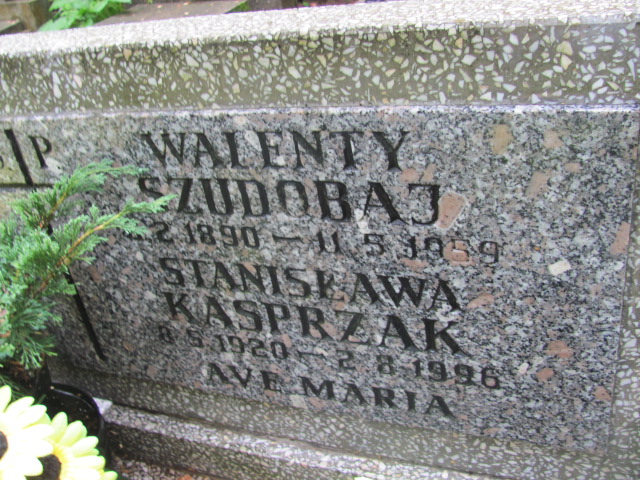 P
WALENTY
SZUDOBAJ
2.1890 – 11.5.1959
STANISŁAWA
KASPRZAK
8.5.1920 – 2.8.1996
AVE MARIA